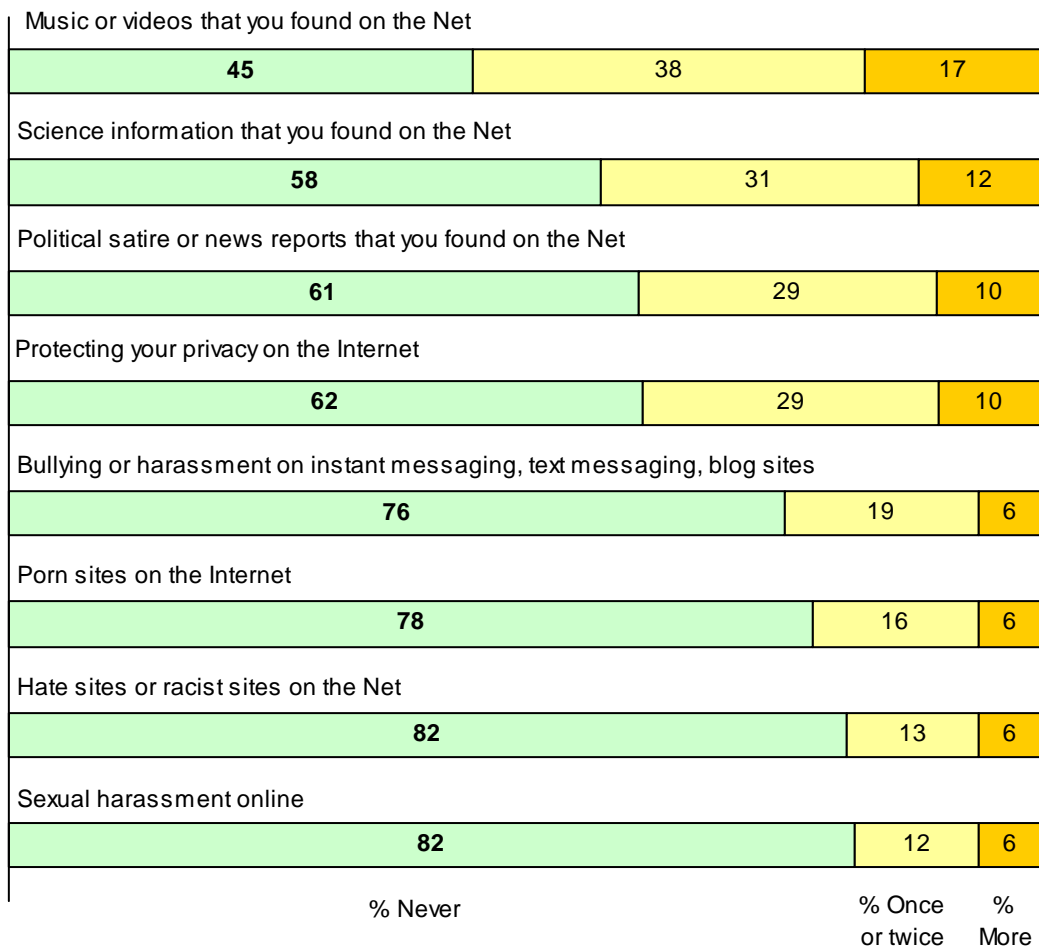 Music or videos that you found on the Net
45 38 17
Science information that you found on the Net
58 31 12
Political satire or news reports that you found on the Net
61 29 10
Protecting your privacy on the Internet
62 29 10
Bullying or harassment on instant messaging, text messaging, blog sites
76 19 6
Porn sites on the Internet
78 16 6
Hate sites or racist sites on the Net
82 13 6
Sexual harassment online
82 12 6
% Never % Once %
or twice More